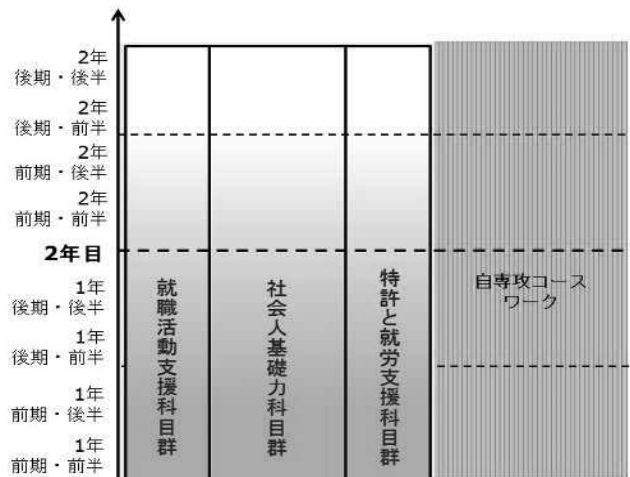 2年
後期・後半
2年
後期・前半
2年
前期・後半
2年
前期・前半
2年目
1年
後期・後半
1年
後期・前半
1年
前期・後半
1年
前期・前半
就職活動支援科目群
社会人基礎力科目群
特許と就労支援科目群
自専攻コース
ワーク